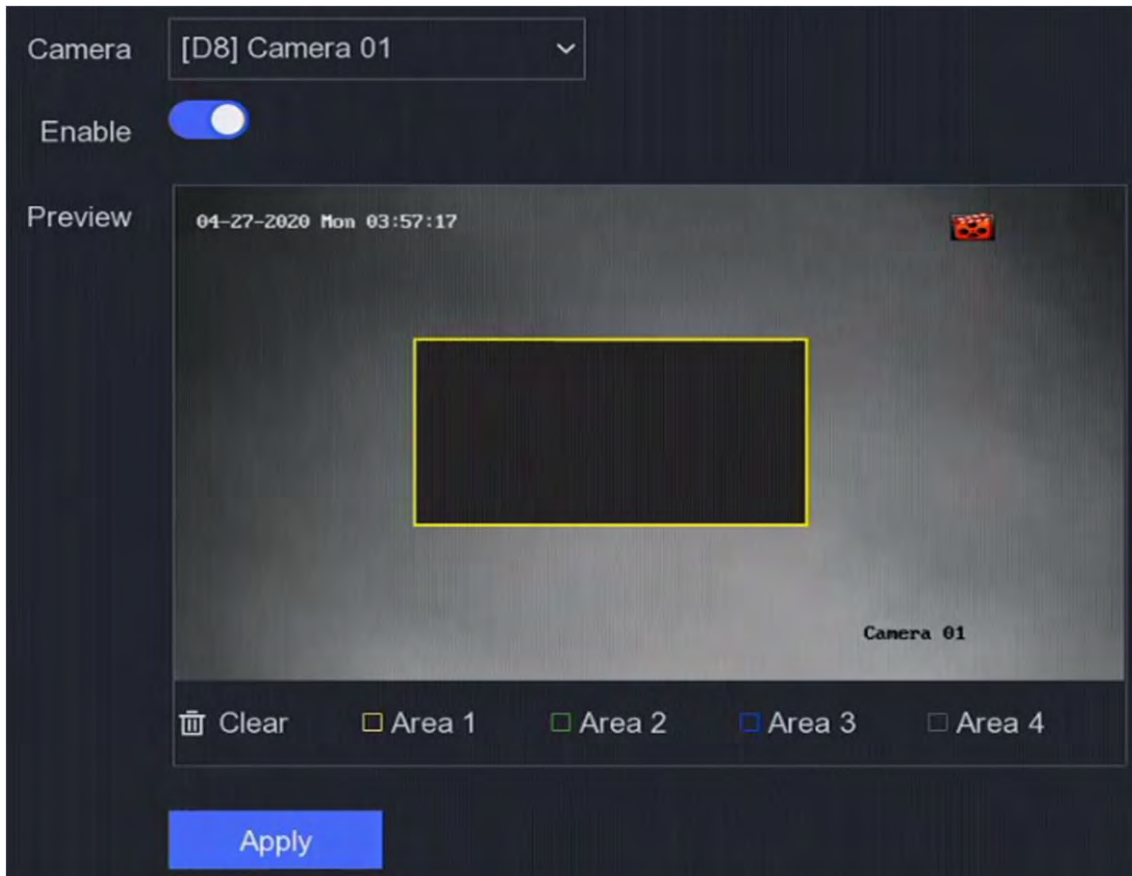 Camera [D8] Camera 01
Enable
Preview
04-27-2020 Mon 03:57:17
Camera 01
Clear Area 1 Area 2 Area 3 Area 4
Apply